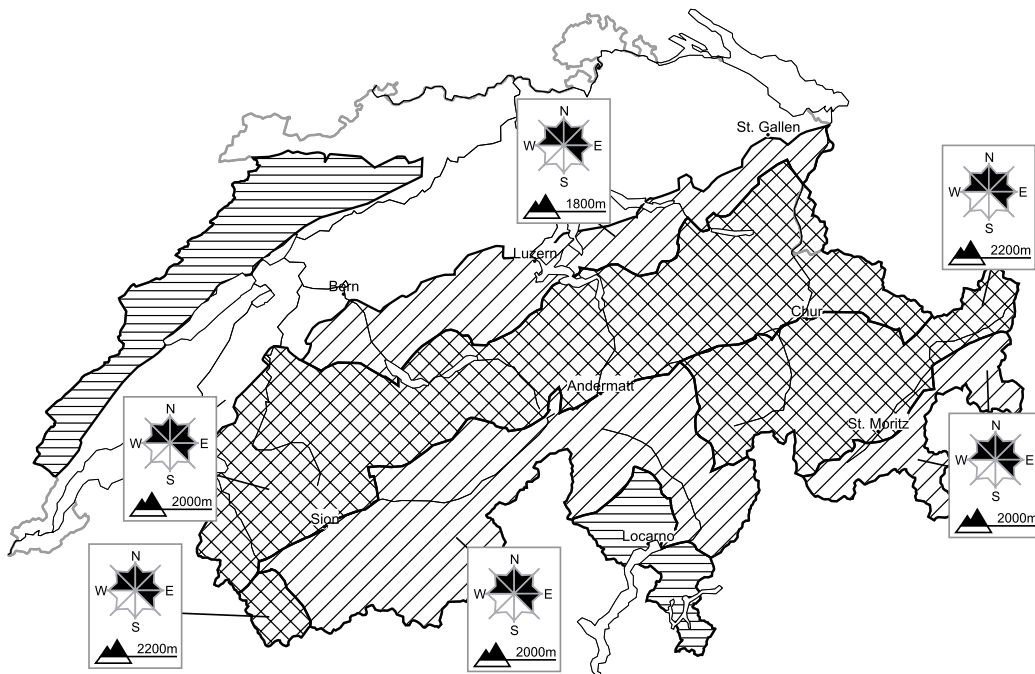 St. Gallen
N
W E
S
1800m
N
W E
S
2200m
Luzern
Bern
Chur
Andermatt
N
W E
S
2000m
St. Moritz
N
W E
S
2000m
Sion
Locarno
N
W E
S
2200m
N
W E
S
2000m